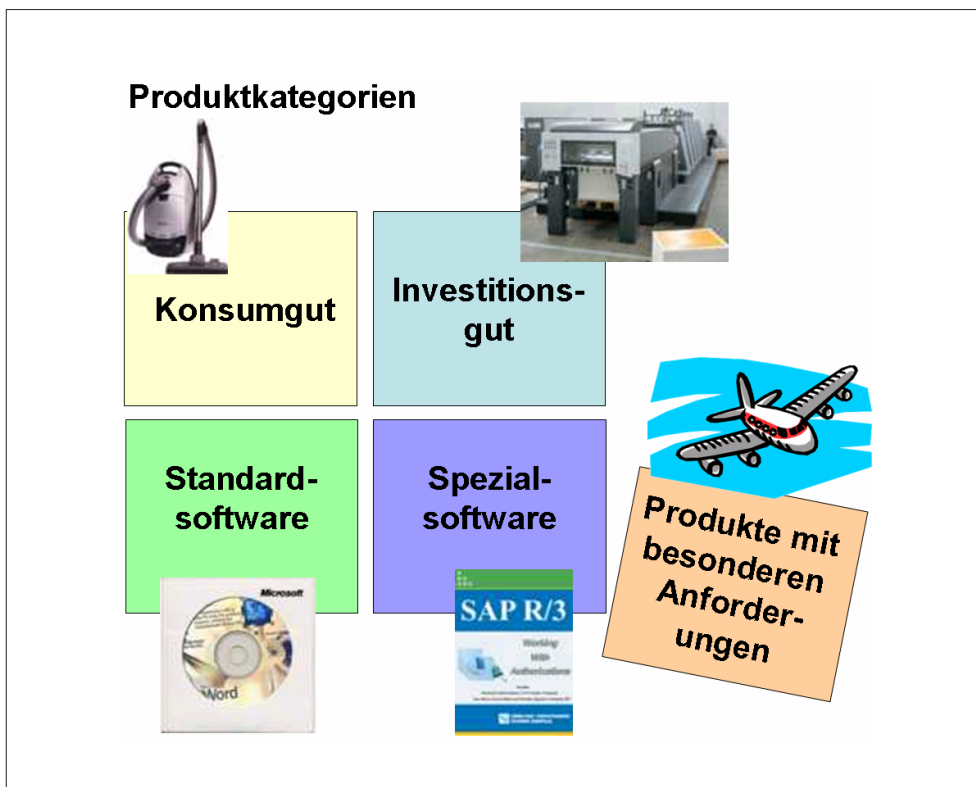 Produktkategorien
Konsumgut
Investitions-
gut
Standard-
software
Spezial-
software
Produkte mit
besonderen
Anforder-
ungen
Microsoft
Word
SAP R/3
Working
With
Authorizations